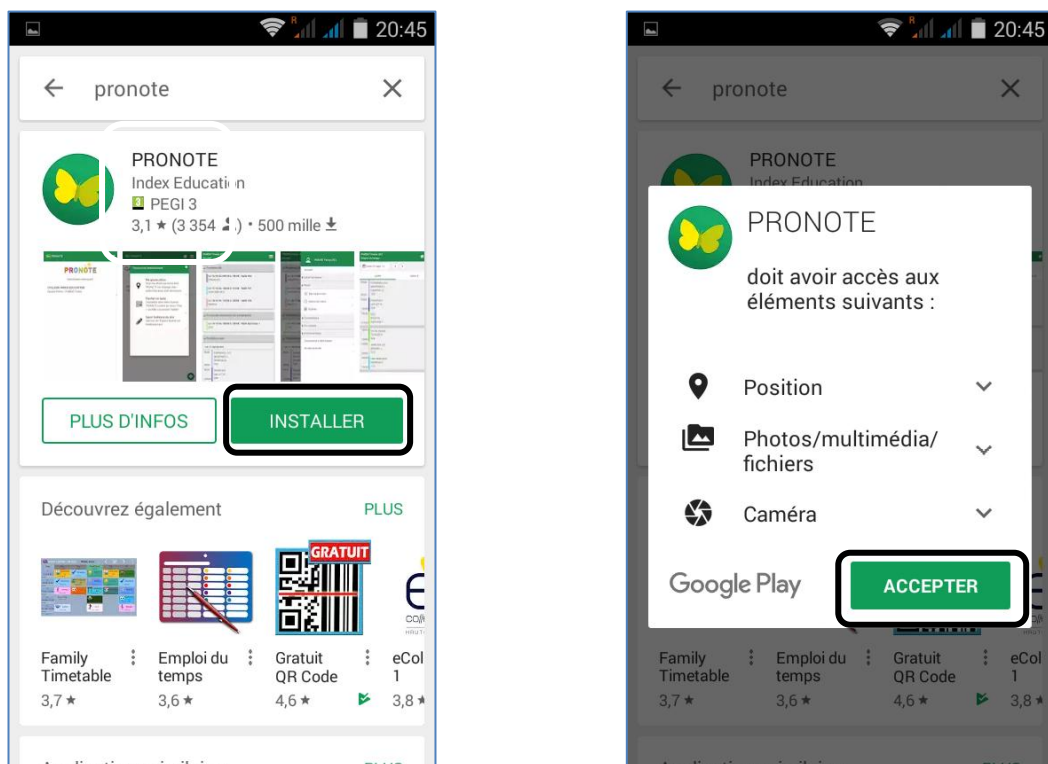 R
20:45
pronote
PRONOTE
Index Education
3 PEGI 3
3,1 ★ (3 354 ) • 500 mille
PRONOTE
PLUS D'INFOS
INSTALLER
Découvrez également
PLUS
GRATUIT
Family Timetable
3,7 ★
Emploi du temps
3,6 ★
Gratuit QR Code
4,6 ★
eCol
1
3,8 ★
R
20:45
pronote
PRONOTE
Index Education
PRONOTE
doit avoir accès aux
éléments suivants :
Position
Photos/multimédia/
fichiers
Caméra
Google Play
ACCEPTER
Family Timetable
3,7 ★
Emploi du temps
3,6 ★
Gratuit QR Code
4,6 ★
eCol
1
3,8 ★